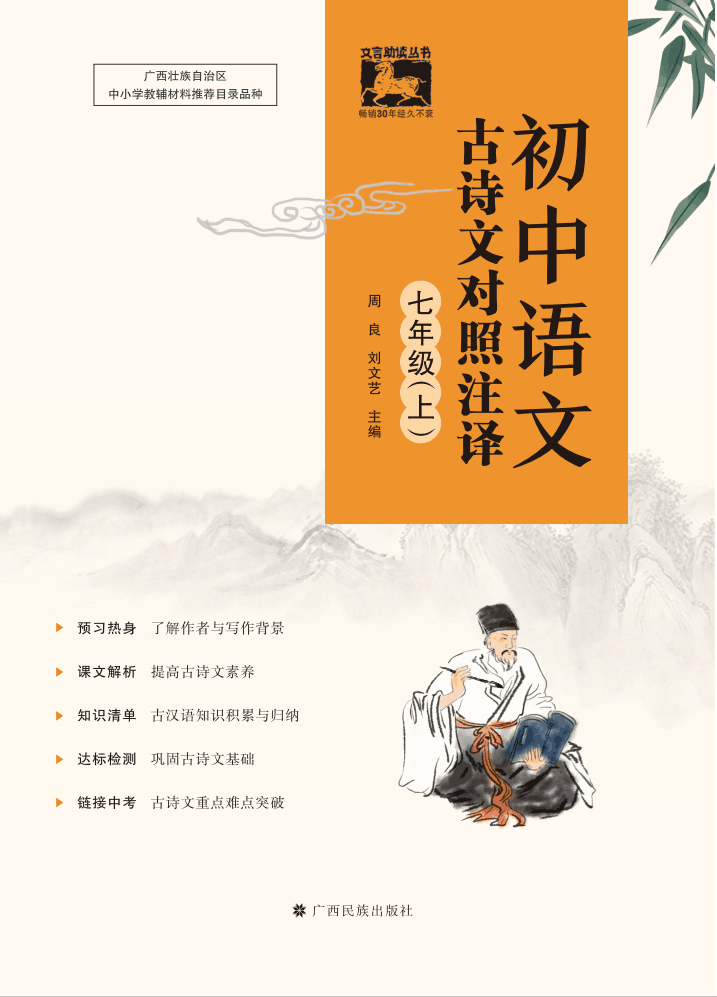 广西壮族自治区
中小学教辅材料推荐目录品种
文言助读丛书
畅销30年经久不衰
初中语文
古诗文对照注译
七年级(上)
周良 刘文艺 主编
预习热身 了解作者与写作背景
课文解析 提高古诗文素养
知识清单 古汉语知识积累与归纳
达标检测 巩固古诗文基础
链接中考 古诗文重点难点突破
广西民族出版社